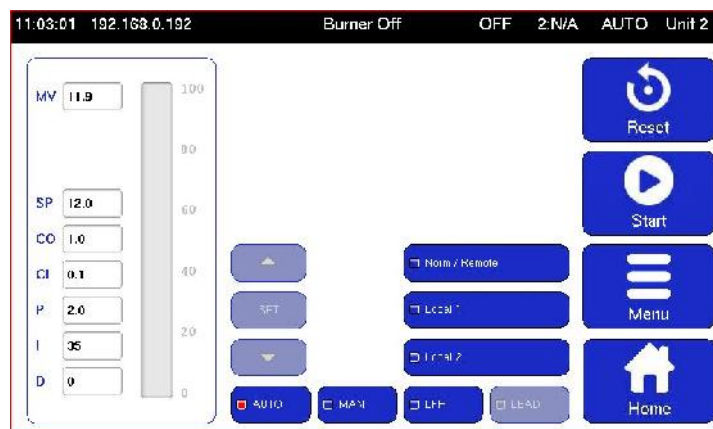 11:03:01 192.168.0.192 Burner Off OFF 2:N/A AUTO Unit 2
MV 11.9
100
80
60
40
20
0
SP 12.0
CO 1.0
CI 0.1
P 2.0
I 35
D 0
SET
Norm / Remote
Local 1
Local 2
AUTO MAN LEAD
Reset
Start
Menu
Home